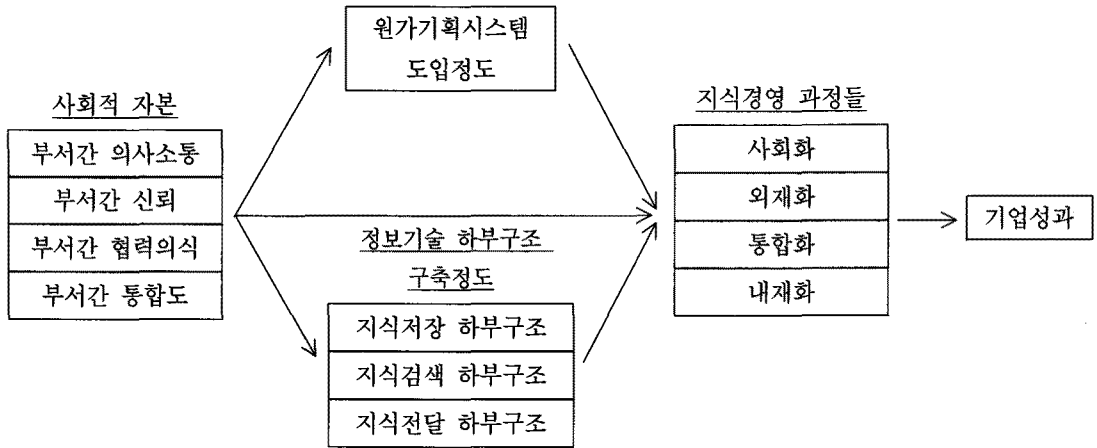 원가기획시스템
도입정도
사회적 자본
부서간 의사소통
부서간 신뢰
부서간 협력의식
부서간 통합도
정보기술 하부구조
구축정도
지식저장 하부구조
지식검색 하부구조
지식전달 하부구조
지식경영 과정들
사회화
외재화
통합화
내재화
기업성과